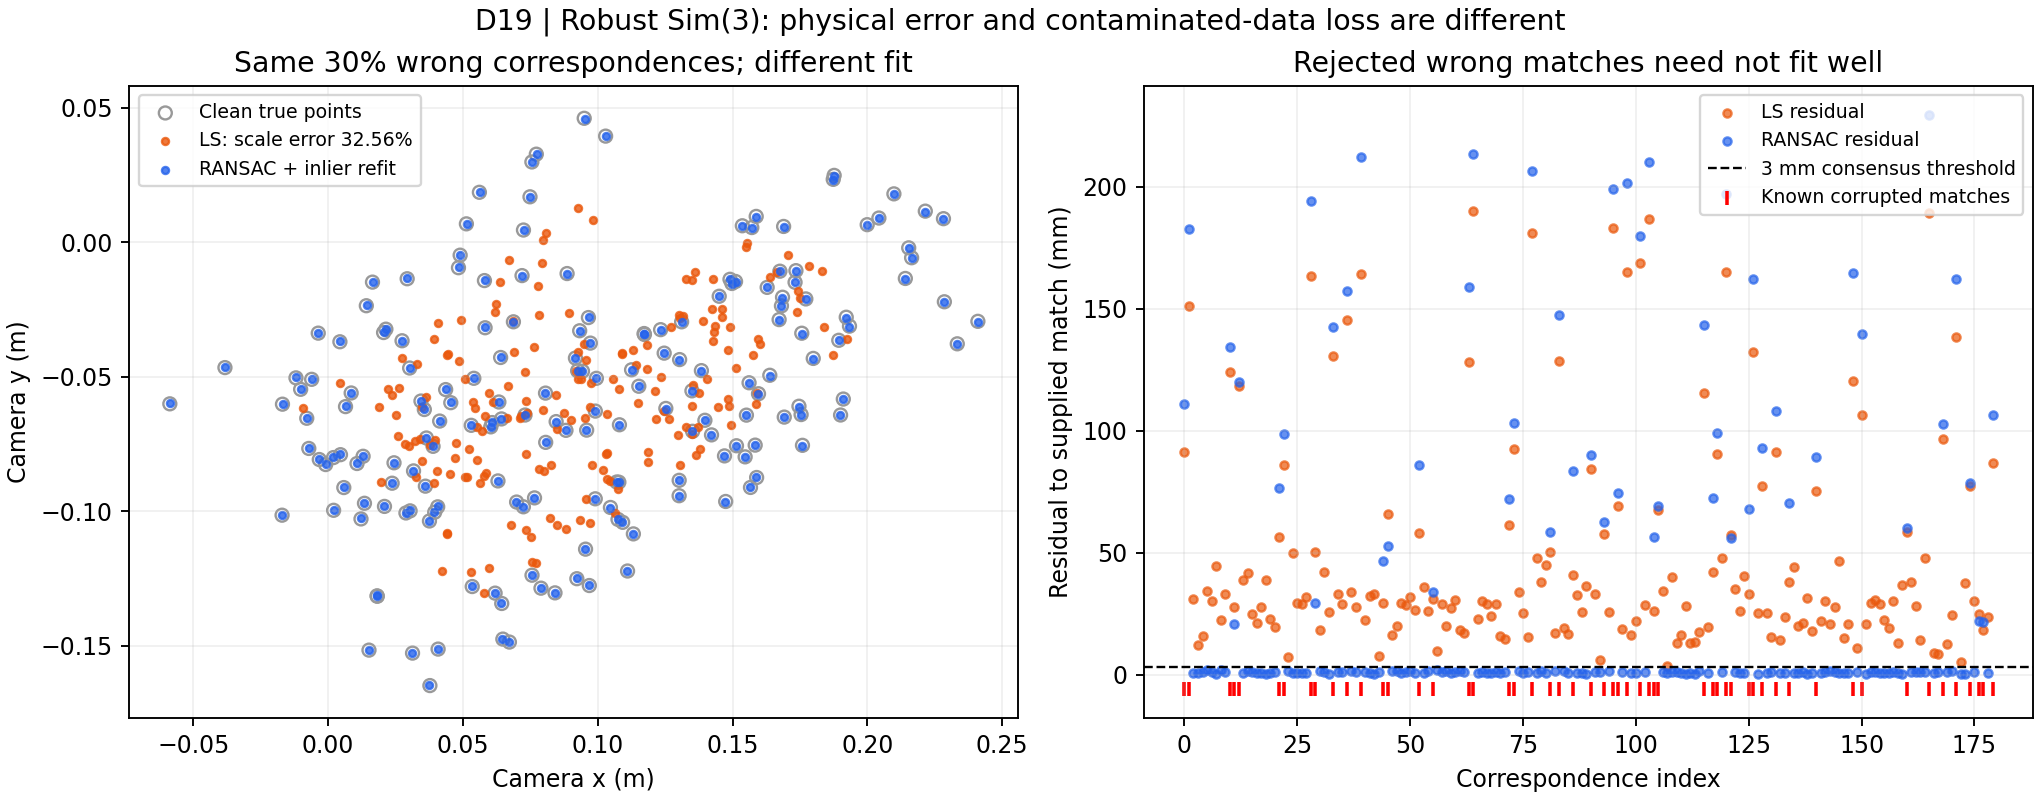 D19 | Robust Sim(3): physical error and contaminated-data loss are different
Same 30% wrong correspondences; different fit
Clean true points
LS: scale error 32.56%
RANSAC + inlier refit
0.05
0.00
−0.05
−0.10
−0.15
Camera y (m)
−0.05
0.00
0.05
0.10
0.15
0.20
0.25
Camera x (m)
Rejected wrong matches need not fit well
LS residual
RANSAC residual
3 mm consensus threshold
Known corrupted matches
200
150
100
50
0
Residual to supplied match (mm)
0
25
50
75
100
125
150
175
Correspondence index